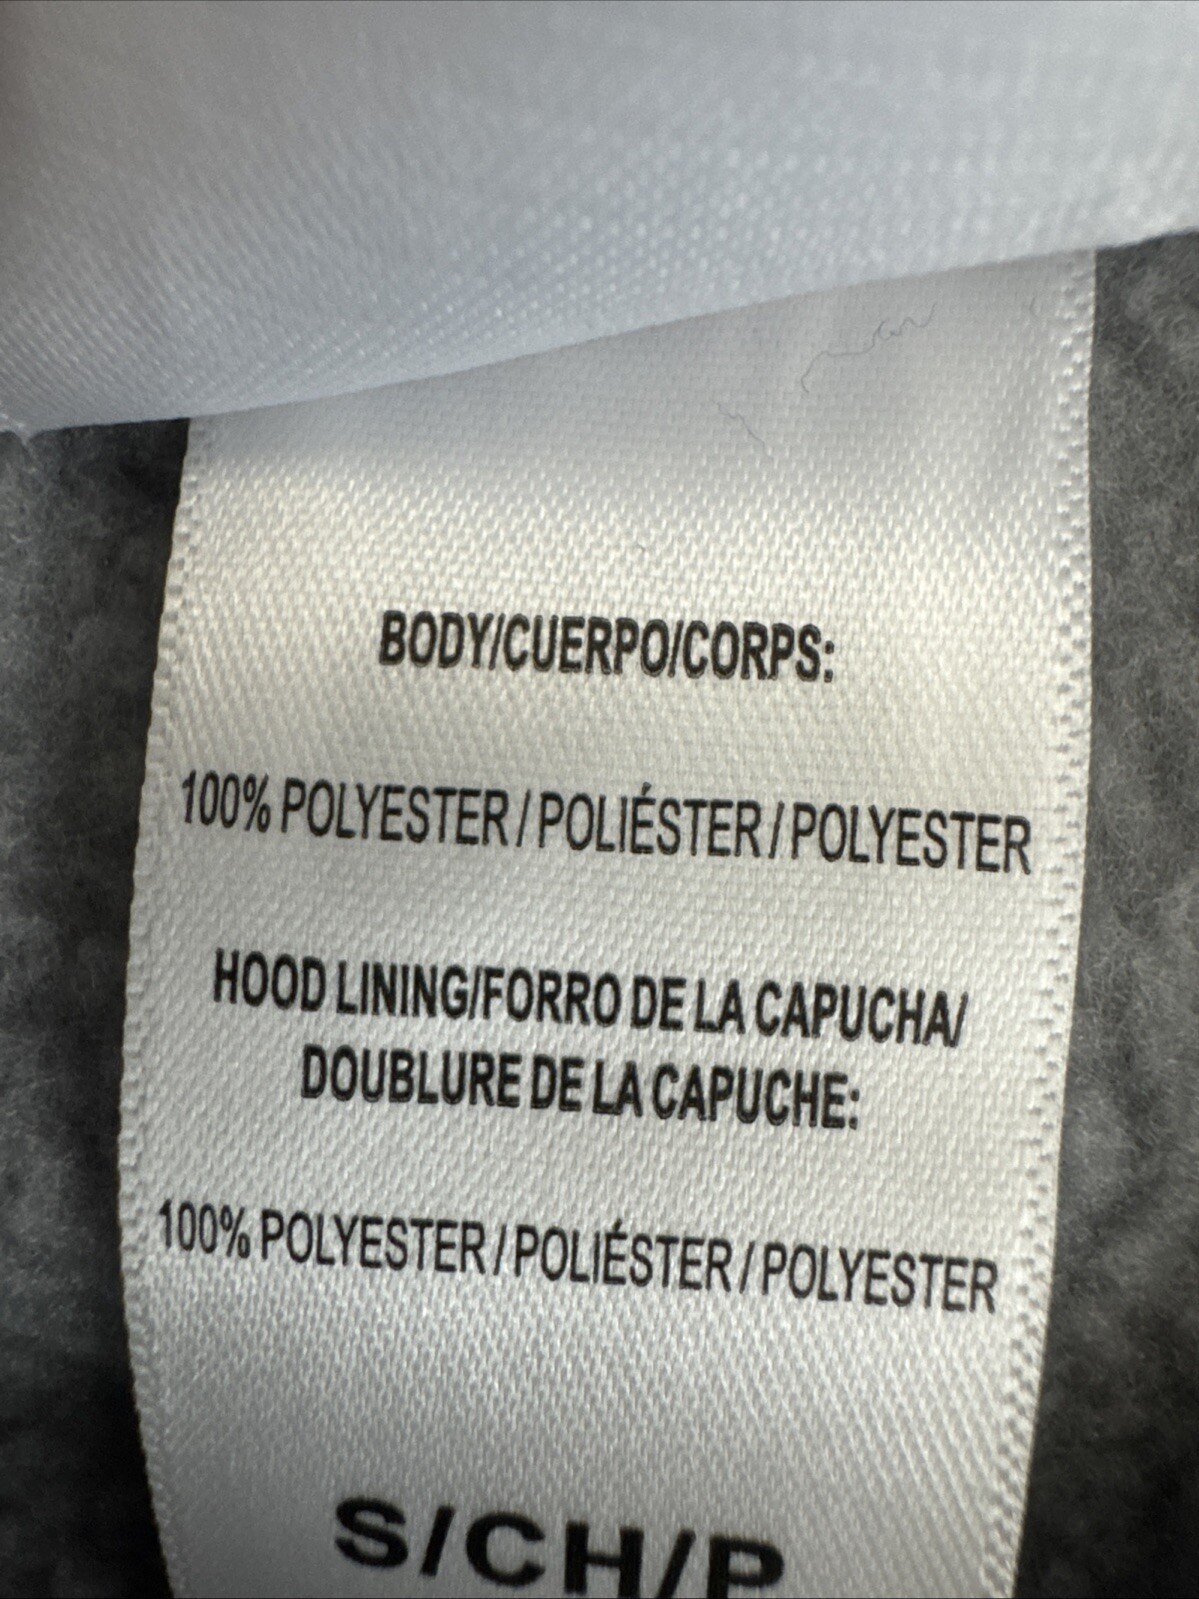 BODY/CUERPO/CORPS:
100% POLYESTER / POLIÉSTER / POLYESTER
HOOD LINING/FORRO DE LA CAPUCHA/
DOUBLURE DE LA CAPUCHE:
100% POLYESTER / POLIÉSTER / POLYESTER
S/CH/P